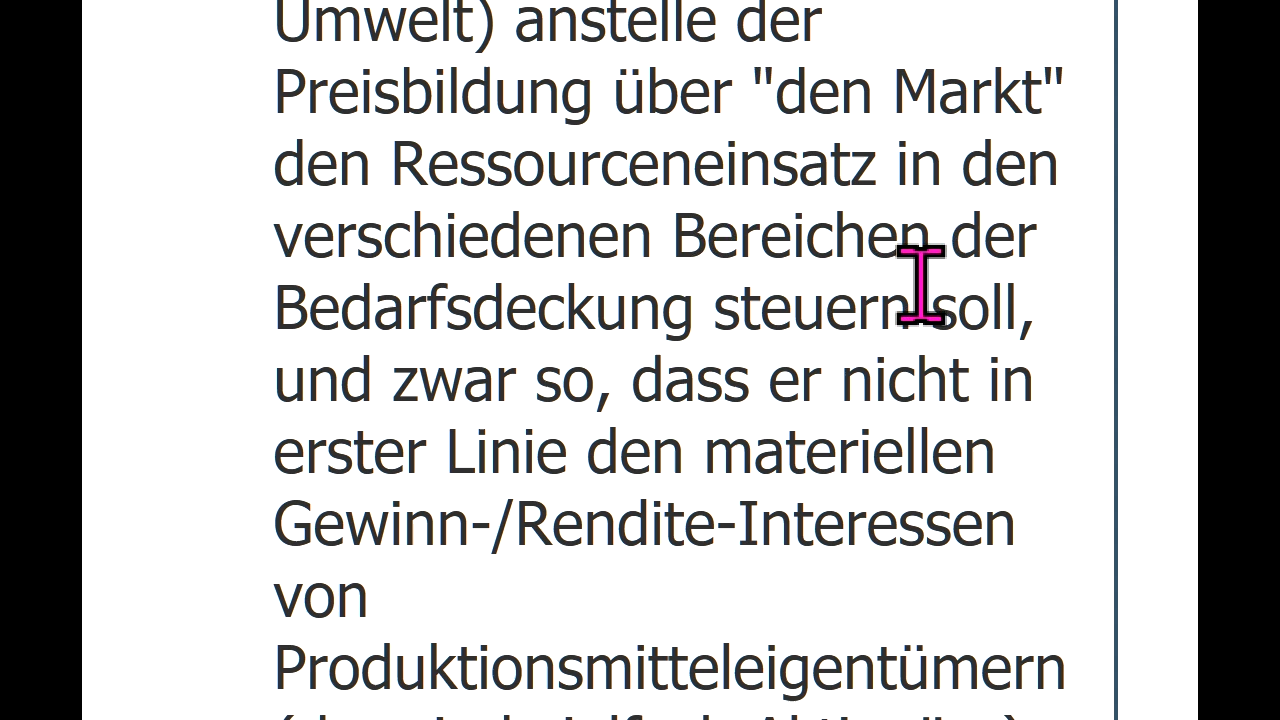 Umwelt) anstelle der
Preisbildung über "den Markt"
den Ressourceneinsatz in den
verschiedenen Bereichen der
Bedarfsdeckung steuern soll,
und zwar so, dass er nicht in
erster Linie den materiellen
Gewinn-/Rendite-Interessen
von
Produktionsmitteleigentümern